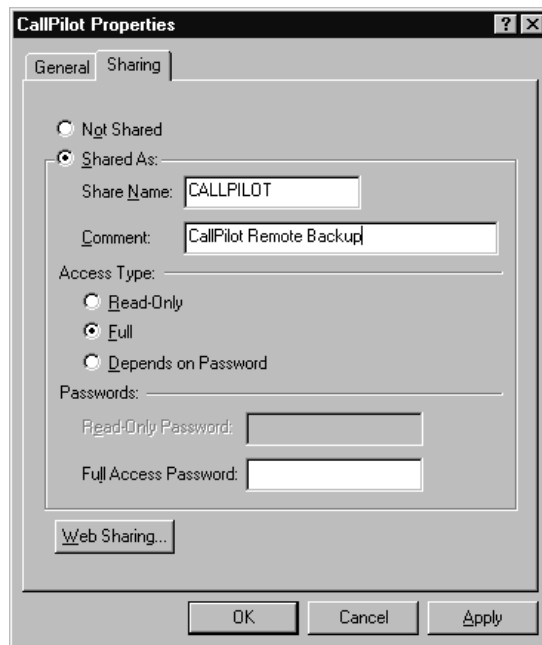 CallPilot Properties
General Sharing
Not Shared
Shared As:
Share Name: CALLPILOT
Comment: CallPilot Remote Backup
Access Type:
Read-Only
Full
Depends on Password
Passwords:
Read-Only Password:
Full Access Password:
Web Sharing...
OK Cancel Apply